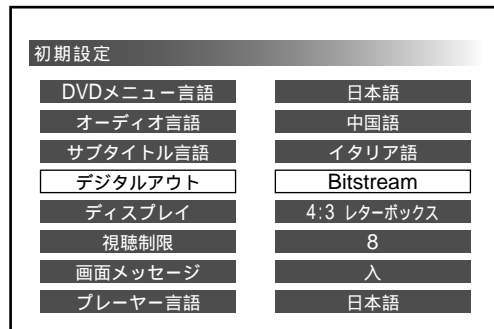 初期設定
DVDメニュー言語 日本語
オーディオ言語 中国語
サブタイトル言語 イタリア語
デジタルアウト Bitstream
ディスプレイ 4:3 レターボックス
視聴制限 8
画面メッセージ 入
プレーヤー言語 日本語